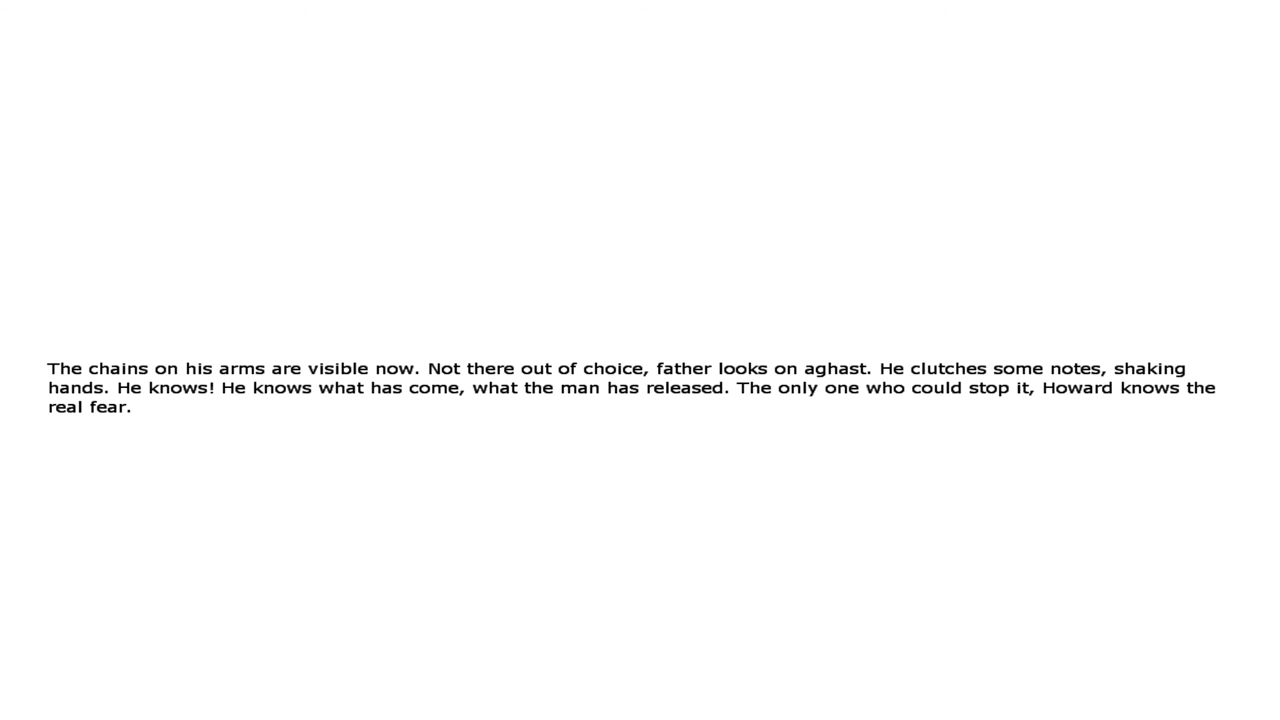 The chains on his arms are visible now. Not there out of choice, father looks on aghast. He clutches some notes, shaking
hands. He knows! He knows what has come, what the man has released. The only one who could stop it, Howard knows the
real fear.